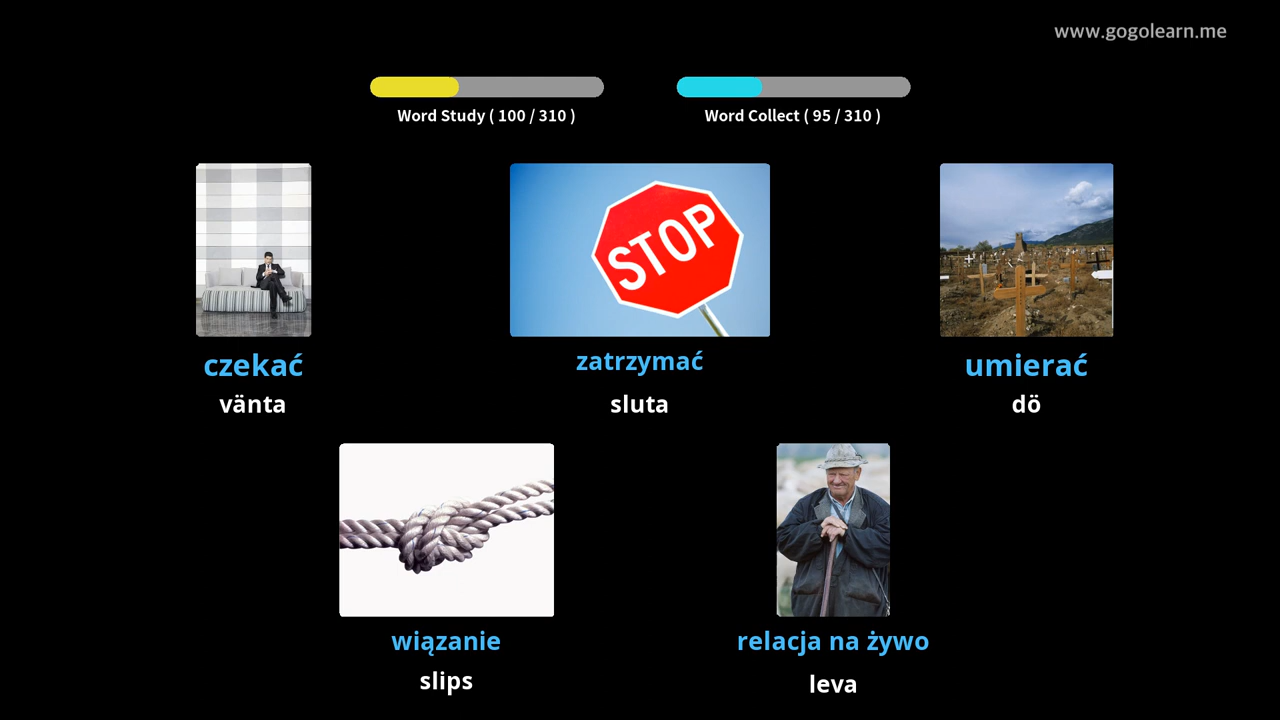 www.gogolearn.me
Word Study ( 100 / 310 )
Word Collect ( 95 / 310 )
STOP
czekać
vänta
zatrzymać
sluta
umierać
dö
wiązanie
slips
relacja na żywo
leva